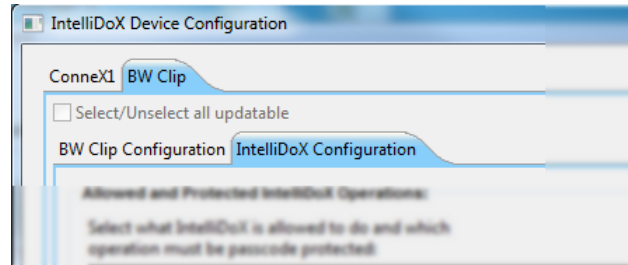 IntelliDoX Device Configuration
ConneX1 BW Clip
Select/Unselect all updatable
BW Clip Configuration IntelliDoX Configuration
Allowed and Protected IntelliDoX Operations:
Select what IntelliDoX is allowed to do and which
operation must be passcode protected: